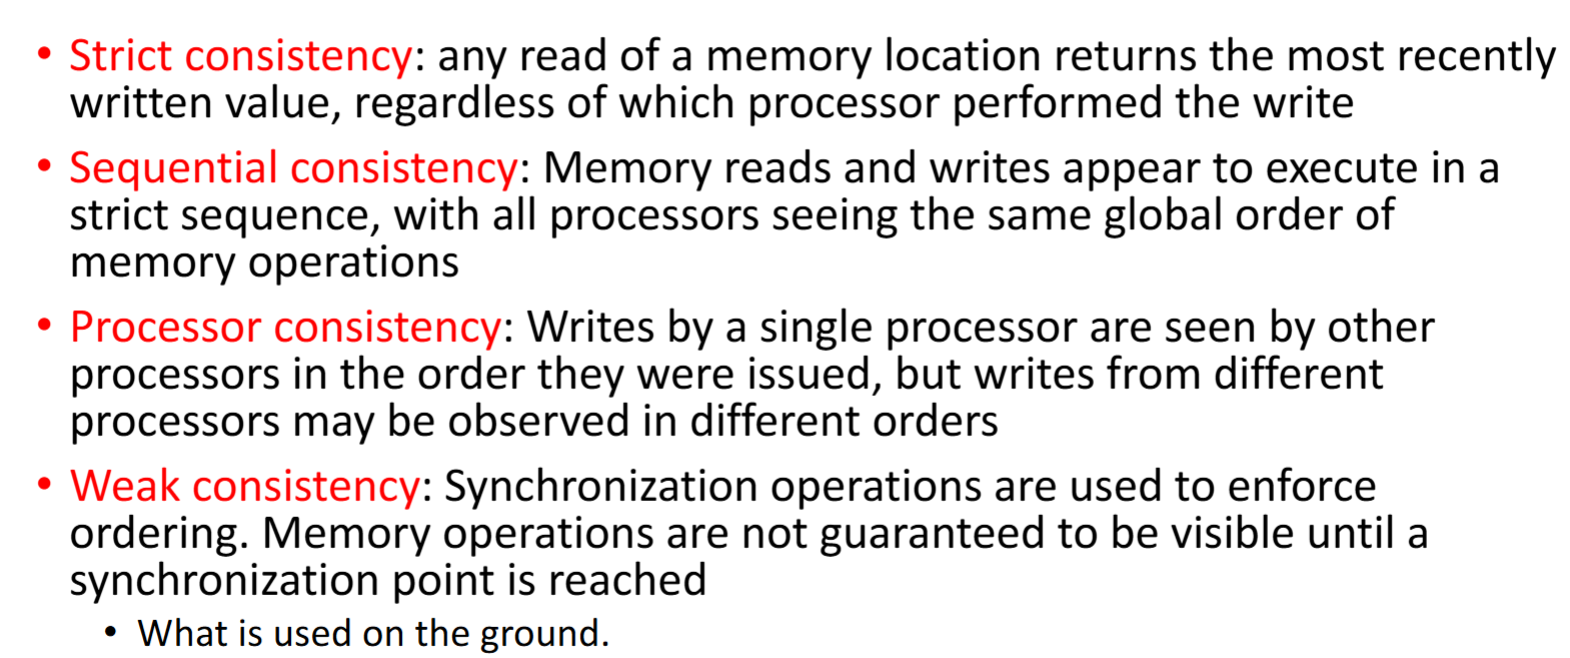 • Strict consistency: any read of a memory location returns the most recently
written value, regardless of which processor performed the write
• Sequential consistency: Memory reads and writes appear to execute in a
strict sequence, with all processors seeing the same global order of
memory operations
• Processor consistency: Writes by a single processor are seen by other
processors in the order they were issued, but writes from different
processors may be observed in different orders
• Weak consistency: Synchronization operations are used to enforce
ordering. Memory operations are not guaranteed to be visible until a
synchronization point is reached
• What is used on the ground.